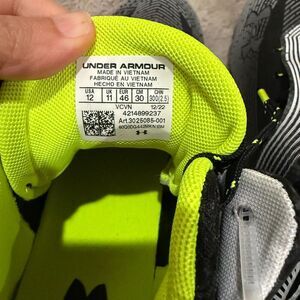 UNDER ARMOUR
MADE IN VIETNAM
FABRIQUÉ AU VIETNAM
HECHO EN VIETNAM
USA UK EUR CM CHN
12 11 46 30 300(2.5)
VCVN 12/22
4214899237
Art.3025085-001